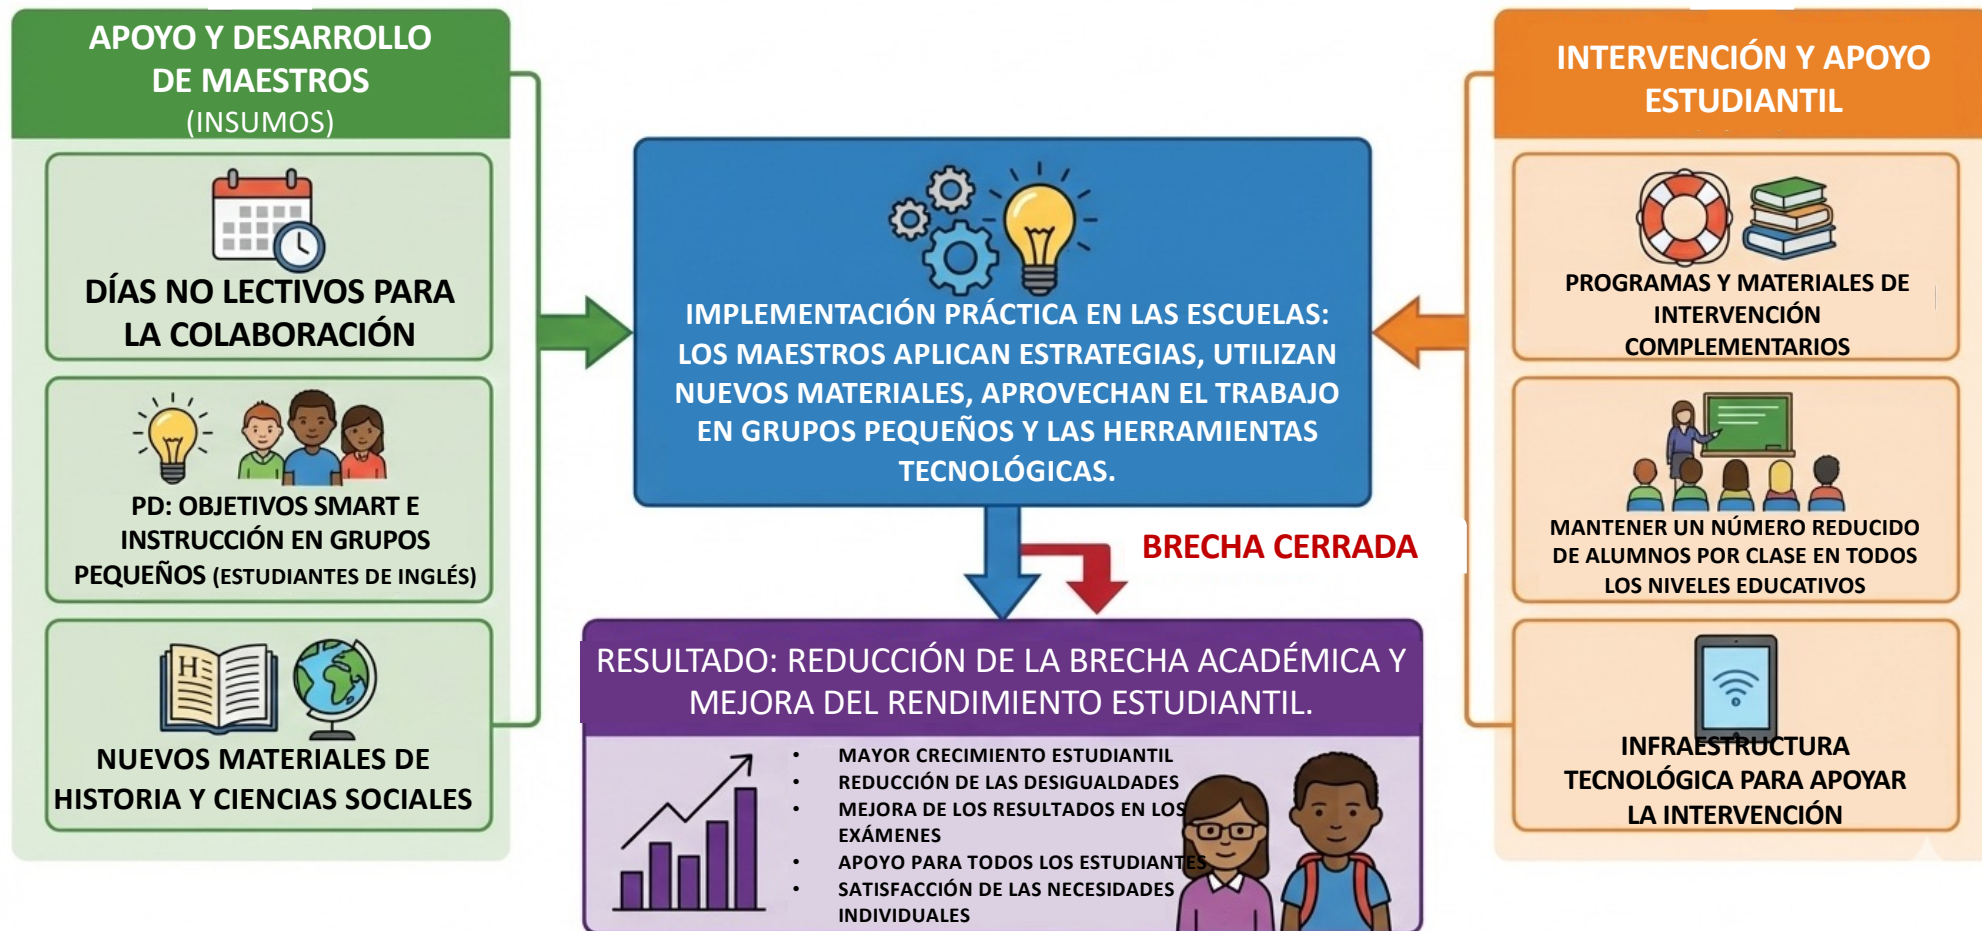 APOYO Y DESARROLLO
DE MAESTROS
(INSUMOS)
DÍAS NO LECTIVOS PARA
LA COLABORACIÓN
PD: OBJETIVOS SMART E
INSTRUCCIÓN EN GRUPOS
PEQUEÑOS (ESTUDIANTES DE INGLÉS)
H
NUEVOS MATERIALES DE
HISTORIA Y CIENCIAS SOCIALES
IMPLEMENTACIÓN PRÁCTICA EN LAS ESCUELAS:
LOS MAESTROS APLICAN ESTRATEGIAS, UTILIZAN
NUEVOS MATERIALES, APROVECHAN EL TRABAJO
EN GRUPOS PEQUEÑOS Y LAS HERRAMIENTAS
TECNOLÓGICAS.
BRECHA CERRADA
RESULTADO: REDUCCIÓN DE LA BRECHA ACADÉMICA Y
MEJORA DEL RENDIMIENTO ESTUDIANTIL.
• MAYOR CRECIMIENTO ESTUDIANTIL
• REDUCCIÓN DE LAS DESIGUALDADES
• MEJORA DE LOS RESULTADOS EN LOS
EXÁMENES
• APOYO PARA TODOS LOS ESTUDIANTES
• SATISFACCIÓN DE LAS NECESIDADES
INDIVIDUALES
INTERVENCIÓN Y APOYO
ESTUDIANTIL
PROGRAMAS Y MATERIALES DE
INTERVENCIÓN
COMPLEMENTARIOS
MANTENER UN NÚMERO REDUCIDO
DE ALUMNOS POR CLASE EN TODOS
LOS NIVELES EDUCATIVOS
INFRAESTRUCTURA
TECNOLÓGICA PARA APOYAR
LA INTERVENCIÓN